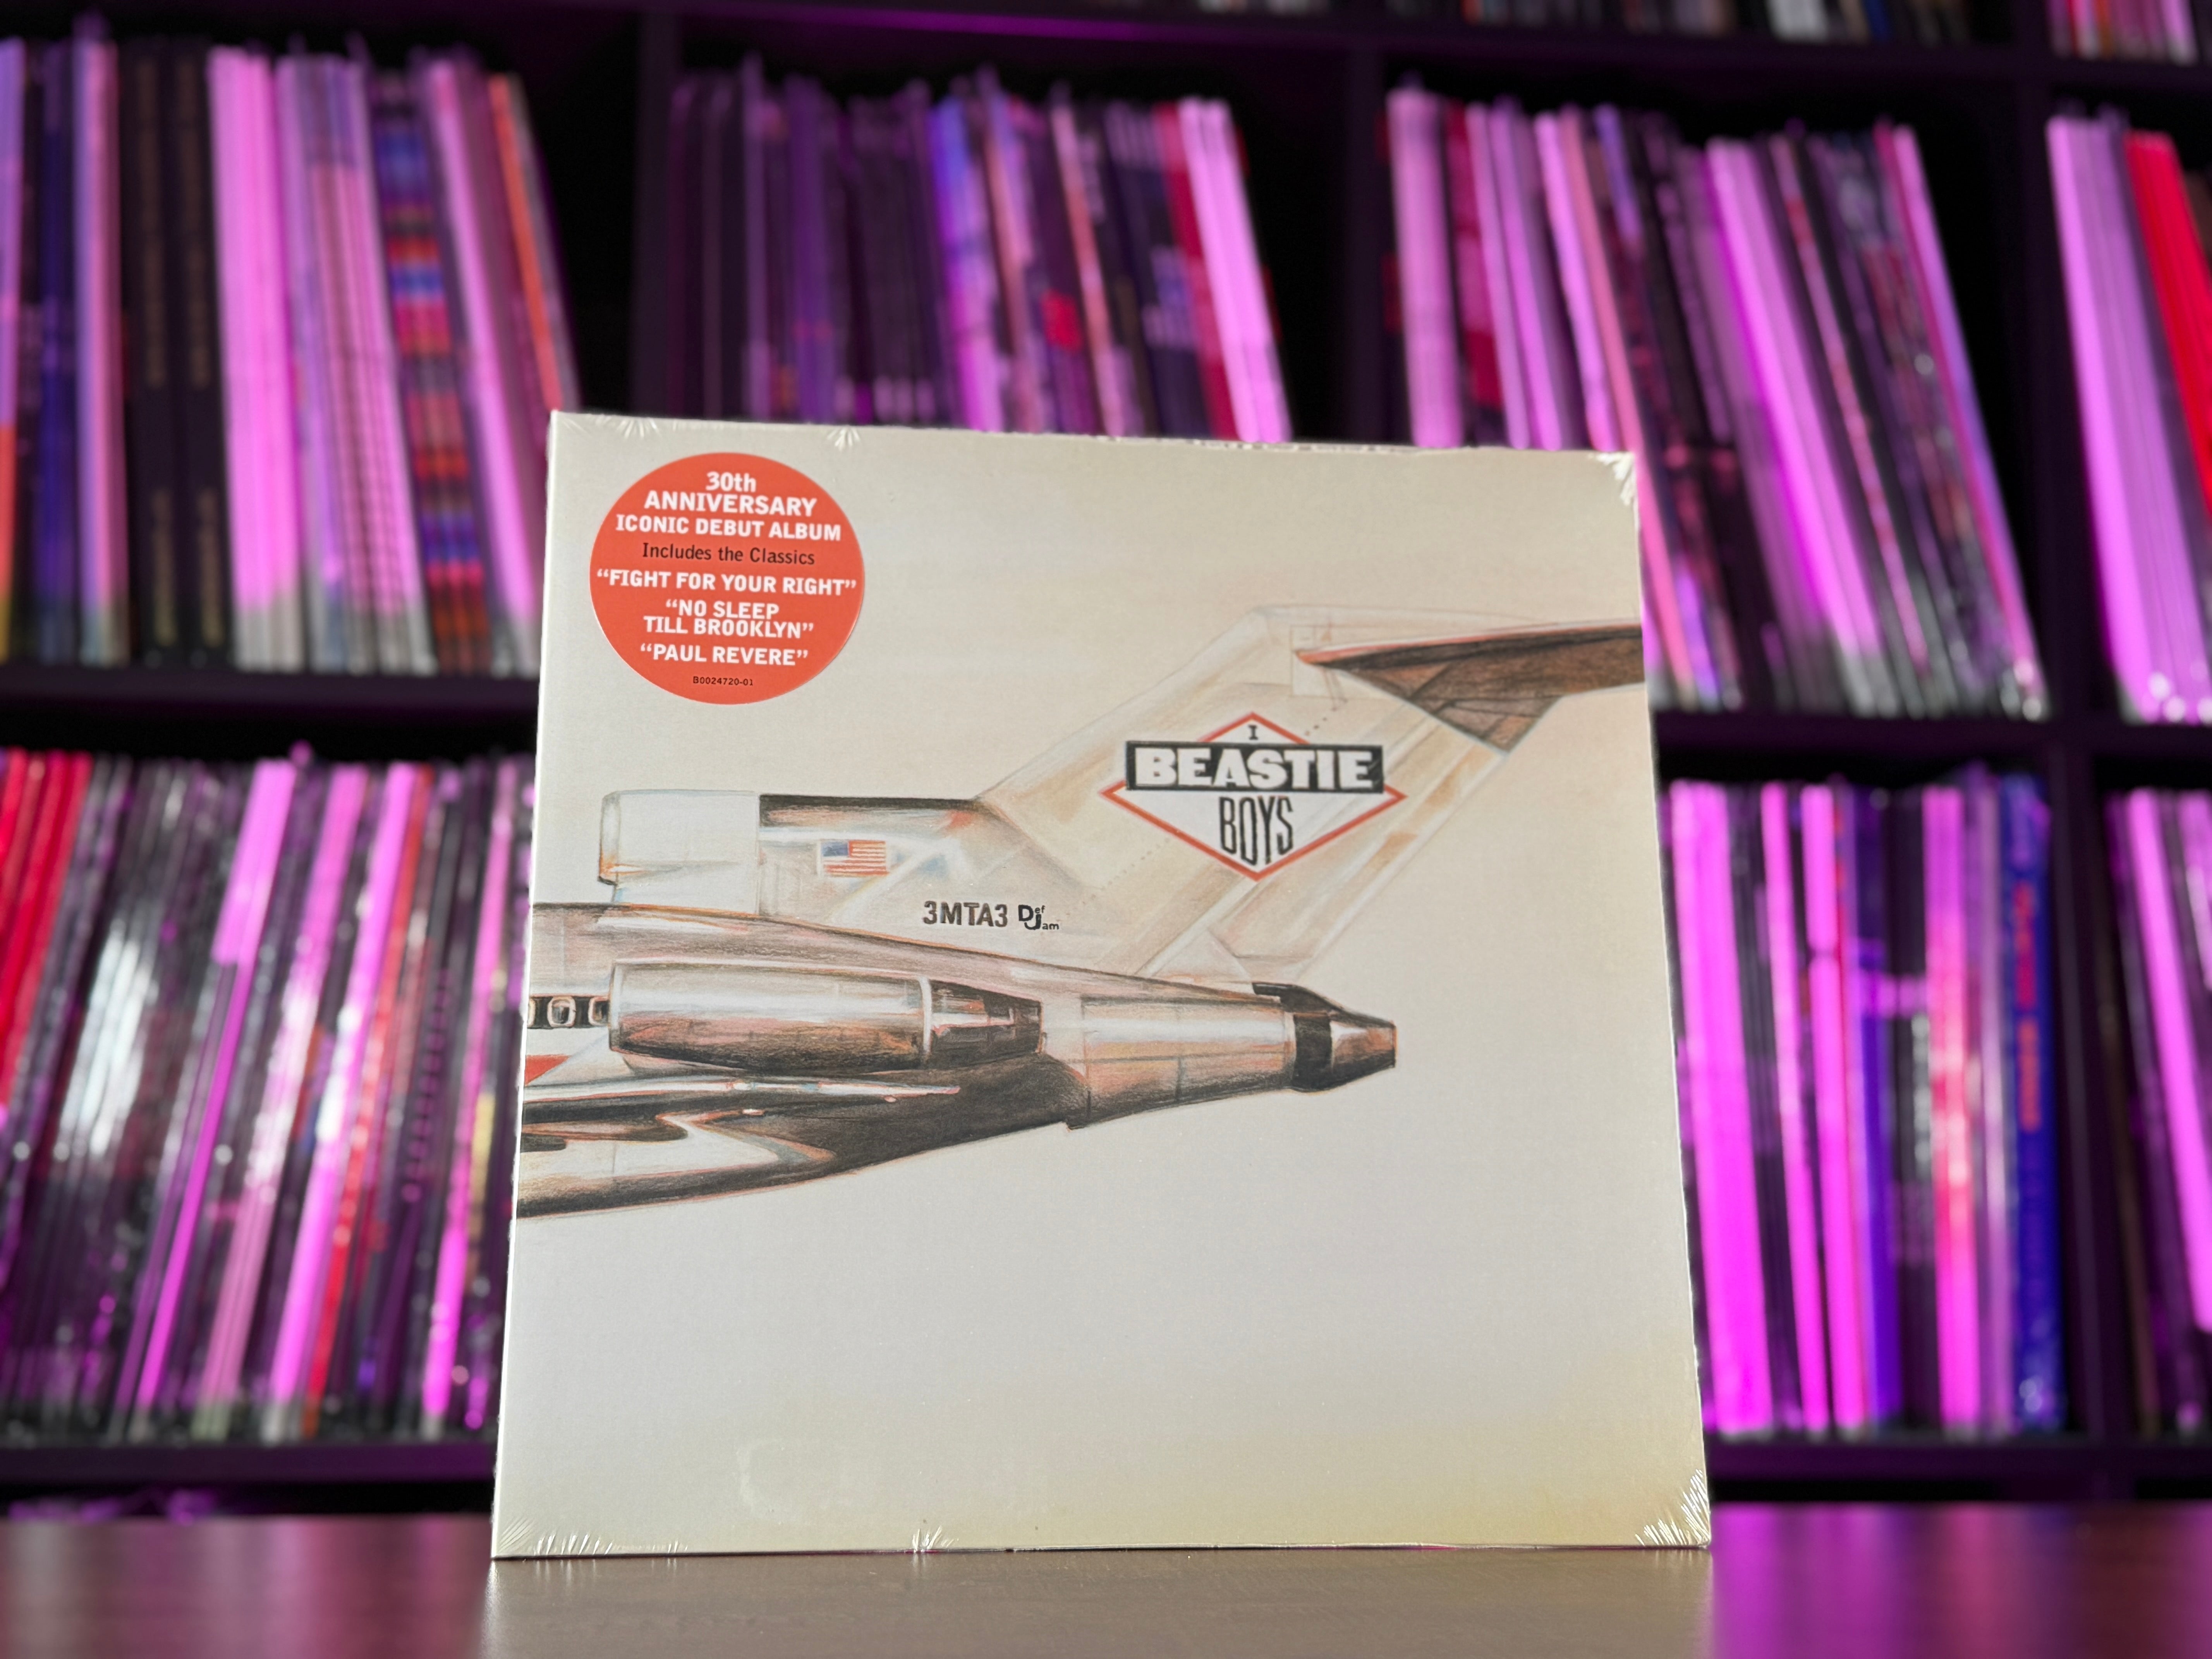 30th
ANNIVERSARY
ICONIC DEBUT ALBUM
Includes the Classics
“FIGHT FOR YOUR RIGHT”
“NO SLEEP
TILL BROOKLYN”
“PAUL REVERE”
B0024720-01
I
BEASTIE
BOYS
3MTA3 Def Jam